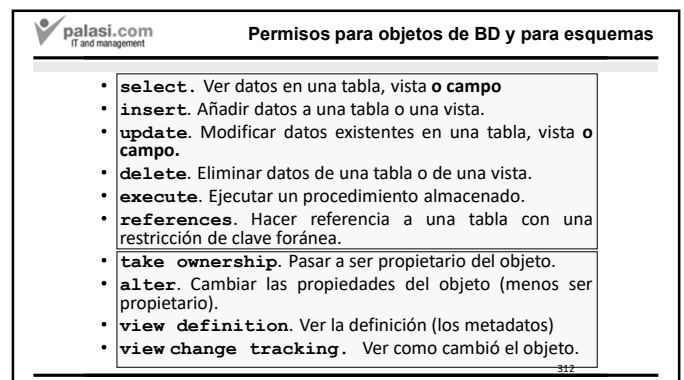 palasi.com
IT and management
Permisos para objetos de BD y para esquemas
• select. Ver datos en una tabla, vista o campo
• insert. Añadir datos a una tabla o una vista.
• update. Modificar datos existentes en una tabla, vista o
campo.
• delete. Eliminar datos de una tabla o de una vista.
• execute. Ejecutar un procedimiento almacenado.
• references. Hacer referencia a una tabla con una
restricción de clave foránea.
• take ownership. Pasar a ser propietario del objeto.
• alter. Cambiar las propiedades del objeto (menos ser
propietario).
• view definition. Ver la definición (los metadatos)
• view change tracking. Ver como cambió el objeto.
312